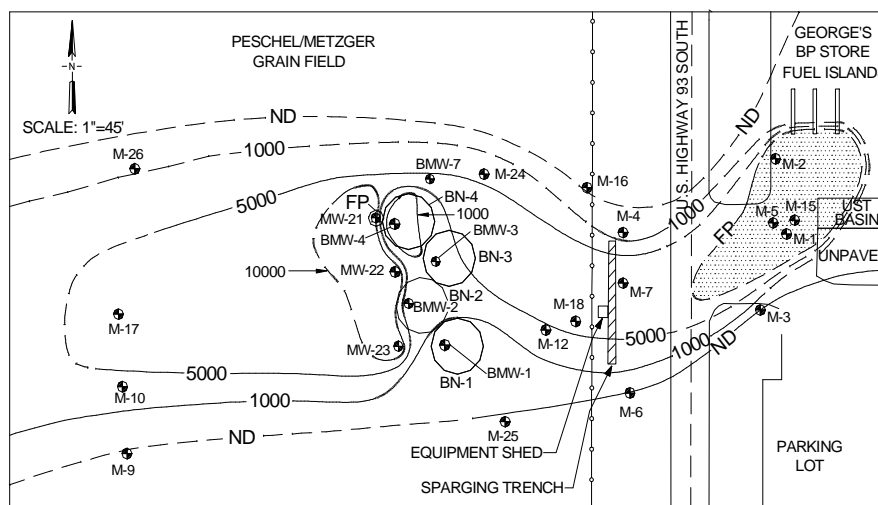 PESCHEL/METZGER
GRAIN FIELD
GEORGE'S
BP STORE
FUEL ISLAND
-N-
SCALE: 1"=45'
U.S. HIGHWAY 93 SOUTH
ND
ND
1000
5000
M-26
BMW-7
M-24
M-16
M-2
FP
MW-21
BN-4
1000
BMW-4
BMW-3
M-4
1000
FP
M-5
M-15
M-1
UST
BASIN
UNPAVE
10000
MW-22
BN-3
BN-2
BMW-2
M-7
M-18
M-12
M-3
M-17
MW-23
BN-1
BMW-1
5000
1000
ND
5000
M-10
1000
M-6
ND
M-25
M-9
EQUIPMENT SHED
SPARGING TRENCH
PARKING
LOT